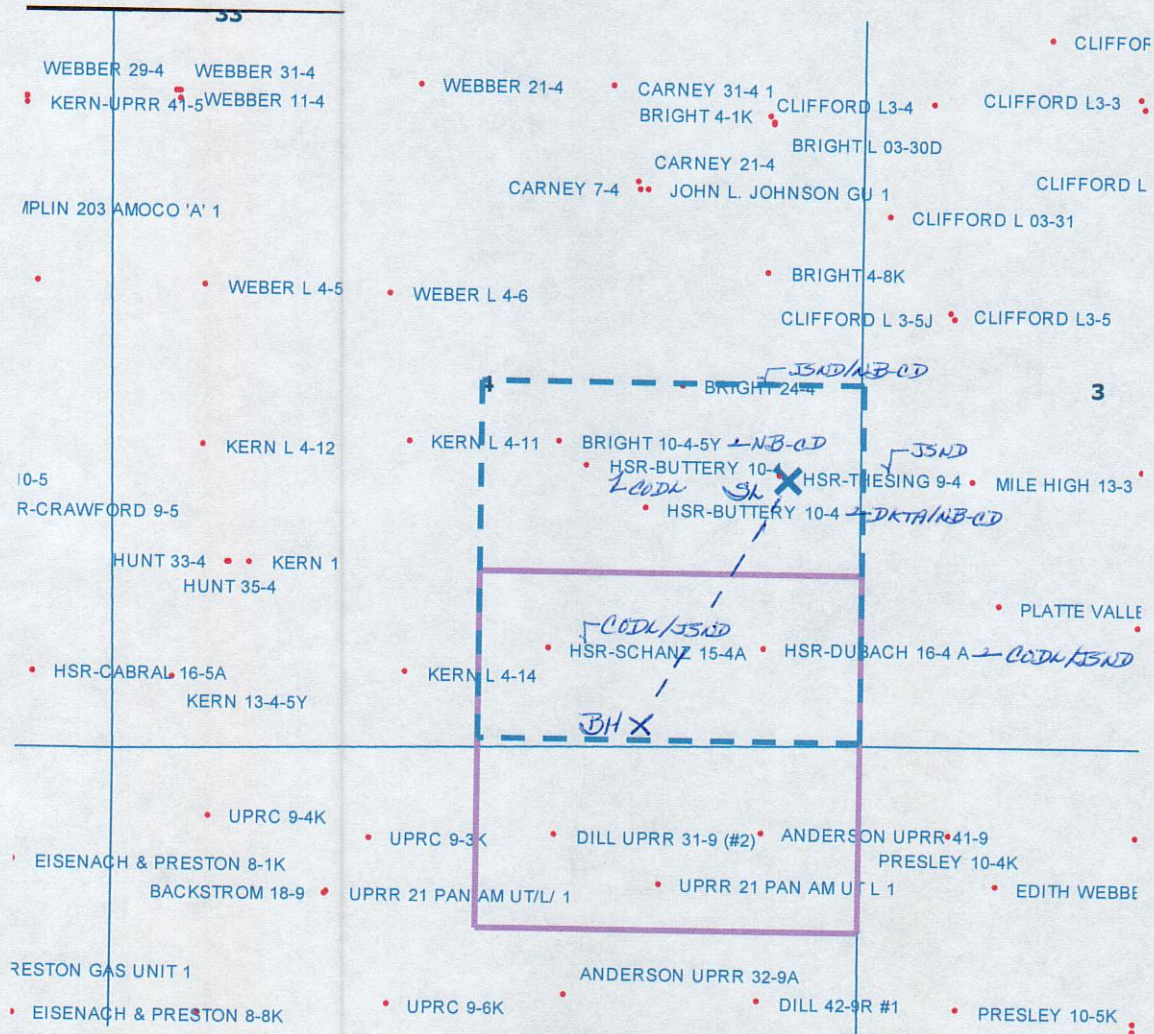 33
CLIFFOR
WEBBER 29-4
WEBBER 31-4
WEBBER 21-4
CARNEY 31-4 1
KERN-UPRR 41-5
WEBBER 11-4
BRIGHT 4-1K
CLIFFORD L3-4
CLIFFORD L3-3
BRIGHT L 03-30D
CARNEY 21-4
CARNEY 7-4
JOHN L. JOHNSON GU 1
CLIFFORD L
MPLIN 203 AMOCO 'A' 1
CLIFFORD L 03-31
BRIGHT 4-8K
WEBER L 4-5
WEBER L 4-6
CLIFFORD L 3-5J
CLIFFORD L3-5
JSND/NB-CD
4
BRIGHT 24-4
3
KERN L 4-12
KERN L 4-11
BRIGHT 10-4-5Y
NB-CD
JSND
HSR-BUTTERY 10-4
10-5
CODL
SL
HSR-THESING 9-4
MILE HIGH 13-3
R-CRAWFORD 9-5
HSR-BUTTERY 10-4
DKTA/NB-CD
HUNT 33-4
KERN 1
HUNT 35-4
PLATTE VALLE
CODL/JSND
HSR-SCHANZ 15-4A
HSR-DUBACH 16-4 A
CODL/JSND
HSR-CABRAL 16-5A
KERN L 4-14
KERN 13-4-5Y
BH
UPRC 9-4K
UPRC 9-3K
DILL UPRR 31-9 (#2)
ANDERSON UPRR 41-9
EISENACH & PRESTON 8-1K
PRESLEY 10-4K
BACKSTROM 18-9
UPRR 21 PAN AM UT/L/ 1
UPRR 21 PAN AM UT L 1
EDITH WEBBE
RESTON GAS UNIT 1
ANDERSON UPRR 32-9A
EISENACH & PRESTON 8-8K
UPRC 9-6K
DILL 42-9R #1
PRESLEY 10-5K